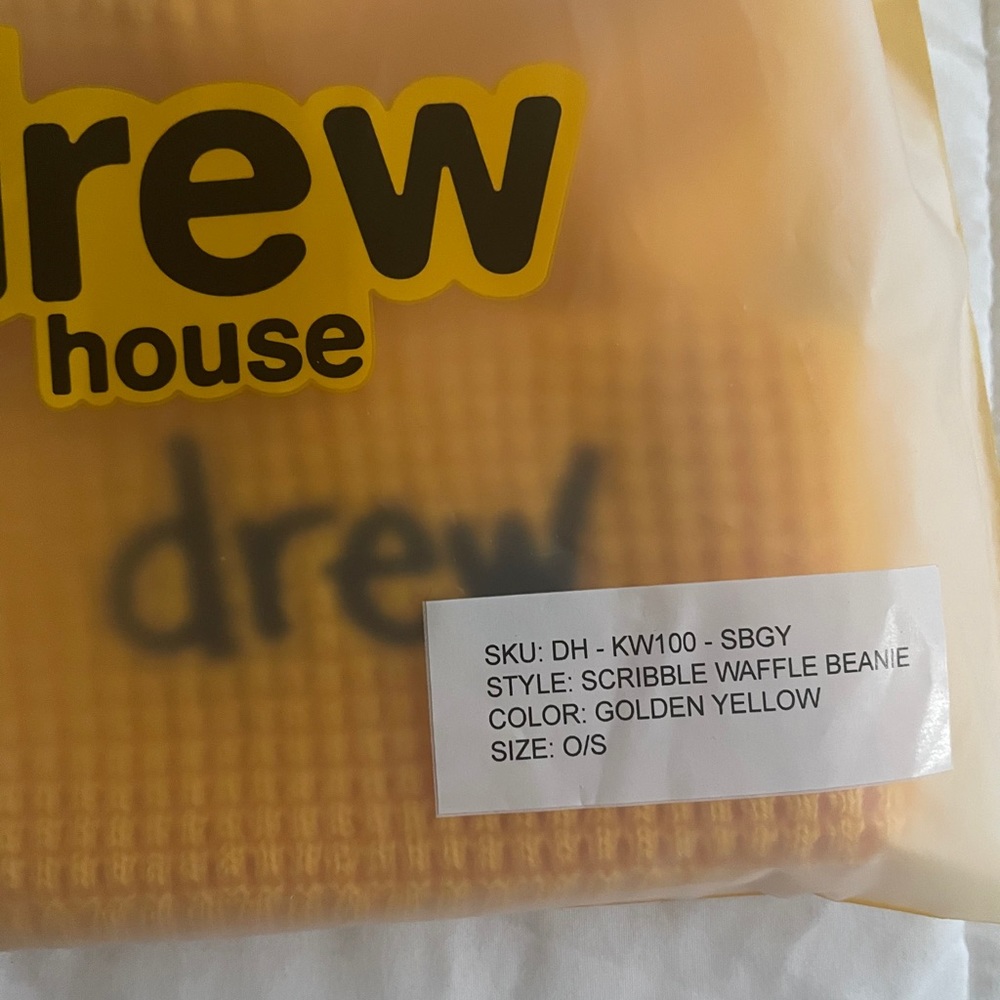 drew
house
drew
SKU: DH - KW100 - SBGY
STYLE: SCRIBBLE WAFFLE BEANIE
COLOR: GOLDEN YELLOW
SIZE: O/S